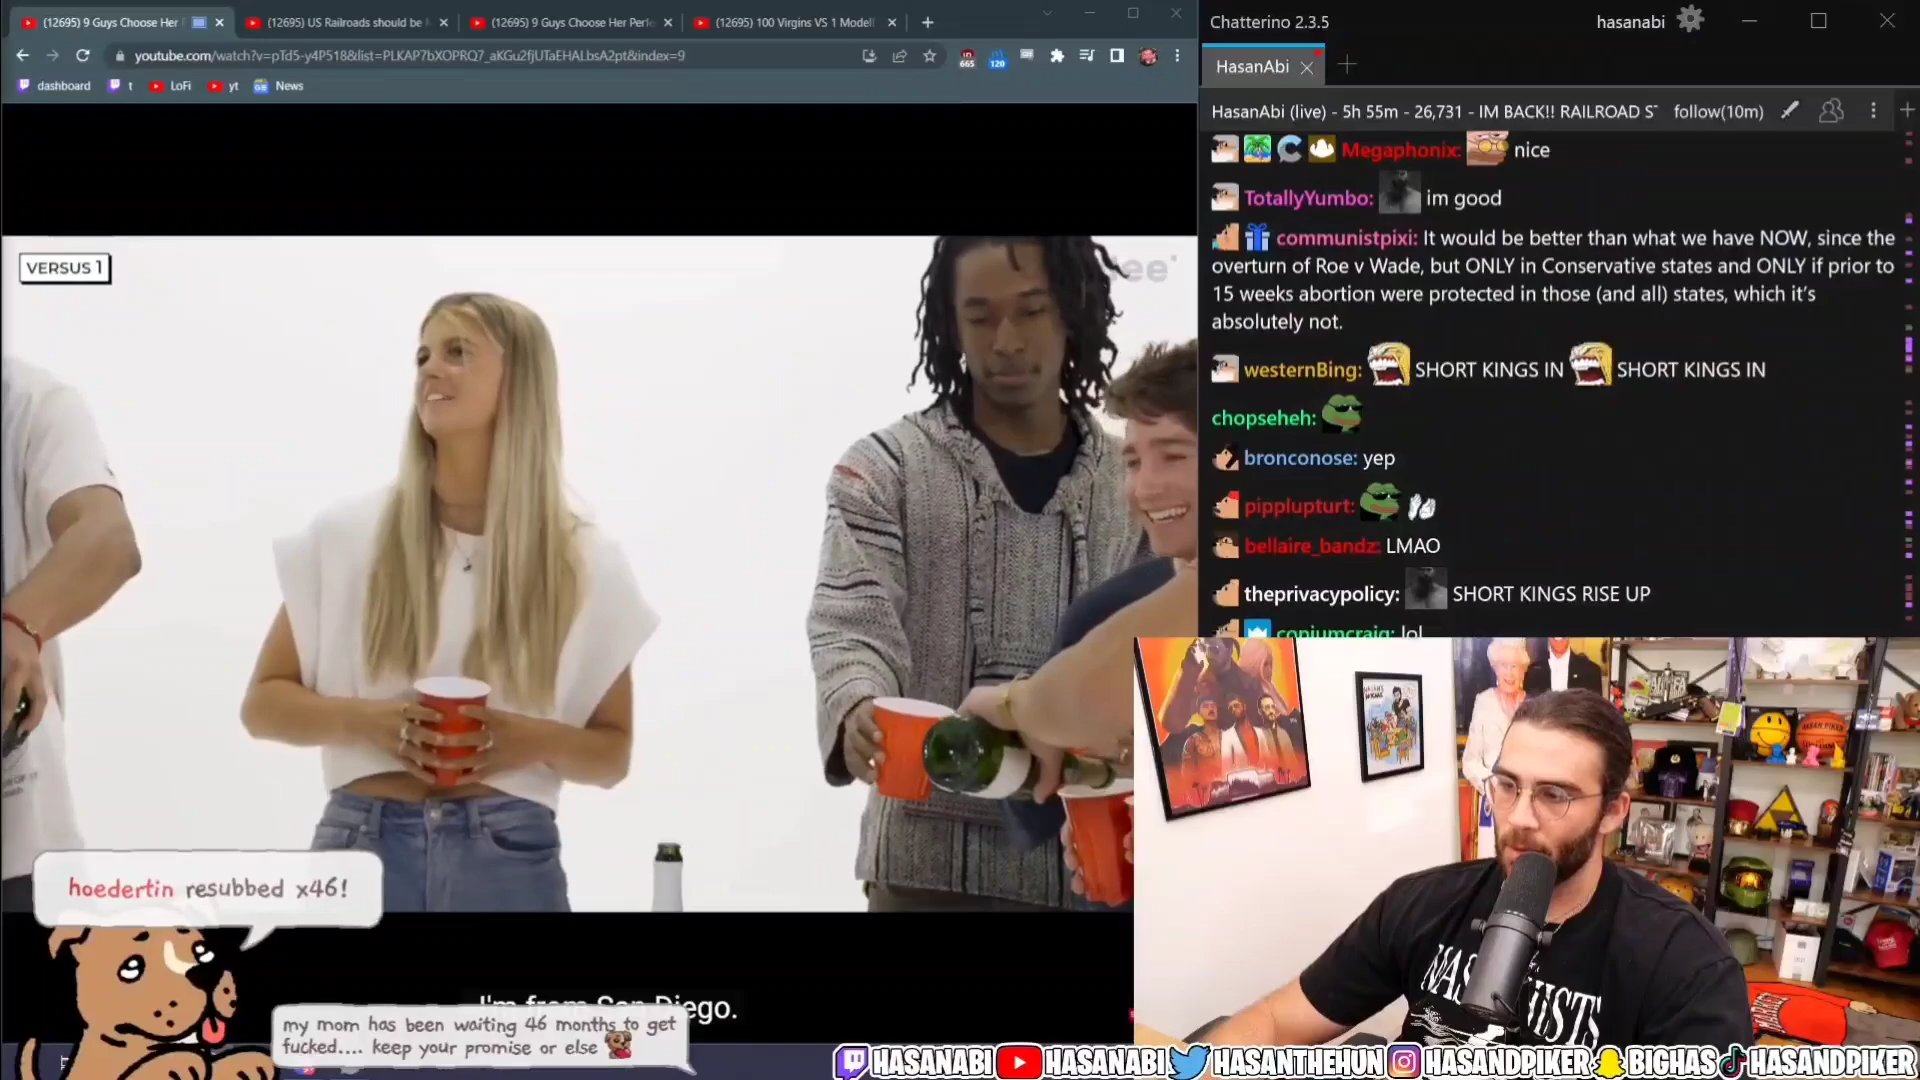 (12695) 9 Guys Choose Her
(12695) US Railroads should be
(12695) 9 Guys Choose Her Perfe
(12695) 100 Virgins VS 1 Modell
youtube.com/watch?v=pTd5-y4P518&list=PLKAP7bXOPRQ7_aKGu2fjUTaEHALbsA2pt&index=9
665
120
dashboard
t
LoFi
yt
News
VERSUS 1
I'm from San Diego.
hoedertin resubbed x46!
my mom has been waiting 46 months to get
fucked.... keep your promise or else
Chatterino 2.3.5
hasanabi
HasanAbi
HasanAbi (live) - 5h 55m - 26,731 - IM BACK!! RAILROAD S
follow(10m)
Megaphonix: nice
TotallyYumbo: im good
communistpixi: It would be better than what we have NOW, since the
overturn of Roe v Wade, but ONLY in Conservative states and ONLY if prior to
15 weeks abortion were protected in those (and all) states, which it's
absolutely not.
westernBing: SHORT KINGS IN SHORT KINGS IN
chopseheh:
bronconose: yep
pipplupturt:
bellaire_bandz: LMAO
theprivacypolicy: SHORT KINGS RISE UP
copiumcraig: lol
HASANABI HASANABI HASANTHEHUN HASANDPIKER BIGHAS HASANDPIKER